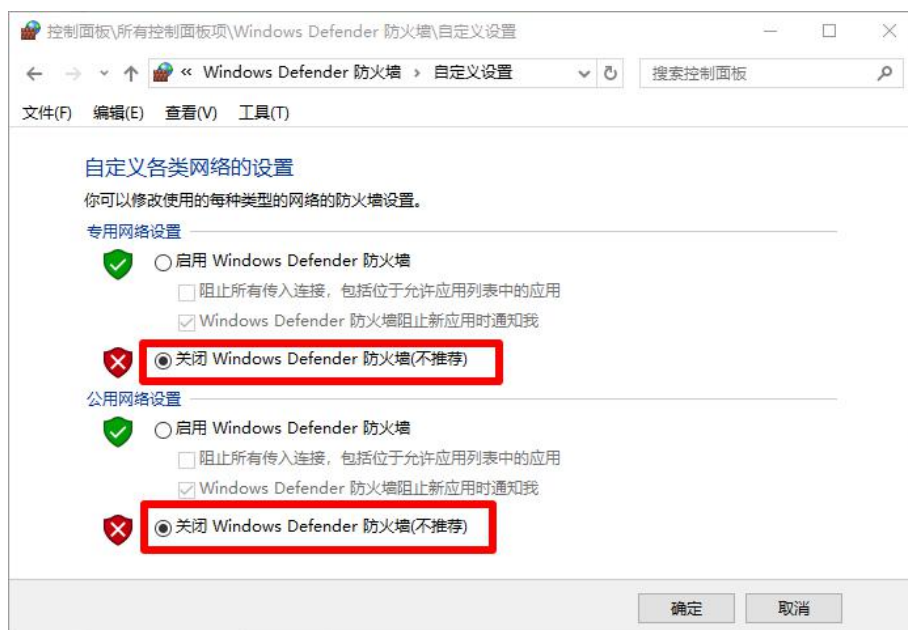 控制面板\所有控制面板项\Windows Defender 防火墙\自定义设置
« Windows Defender 防火墙 › 自定义设置
搜索控制面板
文件(F) 编辑(E) 查看(V) 工具(T)
自定义各类网络的设置
你可以修改使用的每种类型的网络的防火墙设置。
专用网络设置
启用 Windows Defender 防火墙
阻止所有传入连接，包括位于允许应用列表中的应用
Windows Defender 防火墙阻止新应用时通知我
关闭 Windows Defender 防火墙(不推荐)
公用网络设置
启用 Windows Defender 防火墙
阻止所有传入连接，包括位于允许应用列表中的应用
Windows Defender 防火墙阻止新应用时通知我
关闭 Windows Defender 防火墙(不推荐)
确定 取消